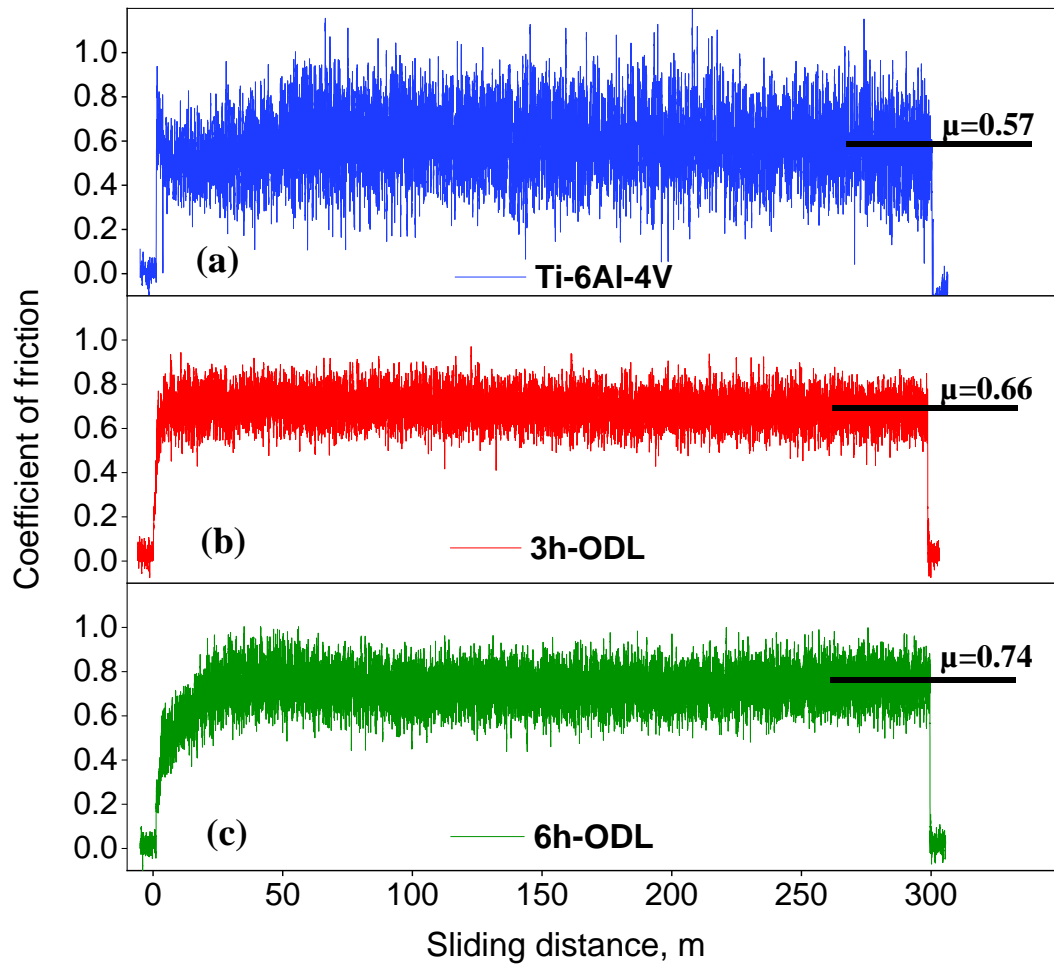 Coefficient of friction
1.0
0.8
0.6
0.4
0.2
0.0
µ=0.57
(a)
Ti-6Al-4V
1.0
0.8
0.6
0.4
0.2
0.0
µ=0.66
(b)
3h-ODL
1.0
0.8
0.6
0.4
0.2
0.0
µ=0.74
(c)
6h-ODL
0 50 100 150 200 250 300
Sliding distance, m